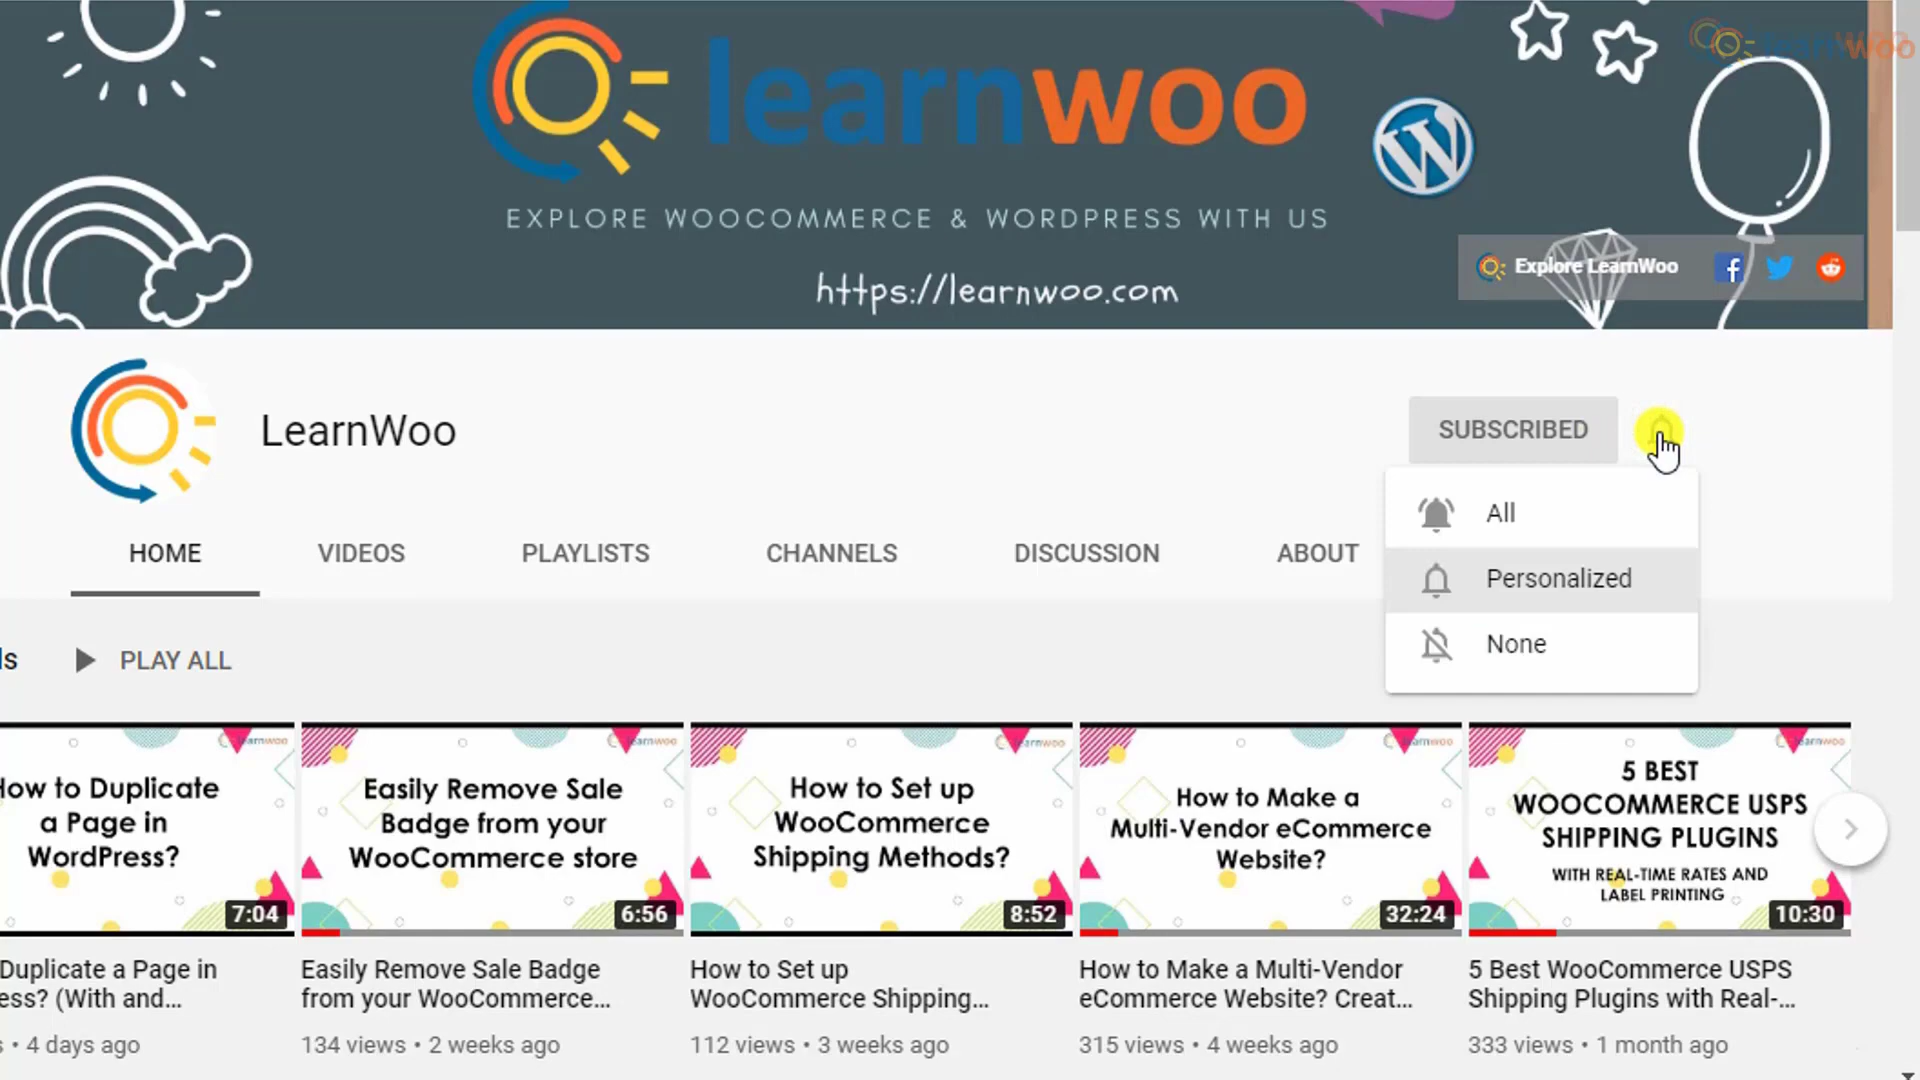 learnwoo
EXPLORE WOOCOMMERCE & WORDPRESS WITH US
https://learnwoo.com
Explore LearnWoo
LearnWoo
SUBSCRIBED
All
Personalized
None
HOME
VIDEOS
PLAYLISTS
CHANNELS
DISCUSSION
ABOUT
PLAY ALL
How to Duplicate
a Page in
WordPress?
7:04
Easily Remove Sale
Badge from your
WooCommerce store
6:56
How to Set up
WooCommerce
Shipping Methods?
8:52
How to Make a
Multi-Vendor eCommerce
Website?
32:24
5 BEST
WOOCOMMERCE USPS
SHIPPING PLUGINS
WITH REAL-TIME RATES AND
LABEL PRINTING
10:30
Duplicate a Page in
ess? (With and...
• 4 days ago
Easily Remove Sale Badge
from your WooCommerce...
134 views • 2 weeks ago
How to Set up
WooCommerce Shipping...
112 views • 3 weeks ago
How to Make a Multi-Vendor
eCommerce Website? Creat...
315 views • 4 weeks ago
5 Best WooCommerce USPS
Shipping Plugins with Real-...
333 views • 1 month ago